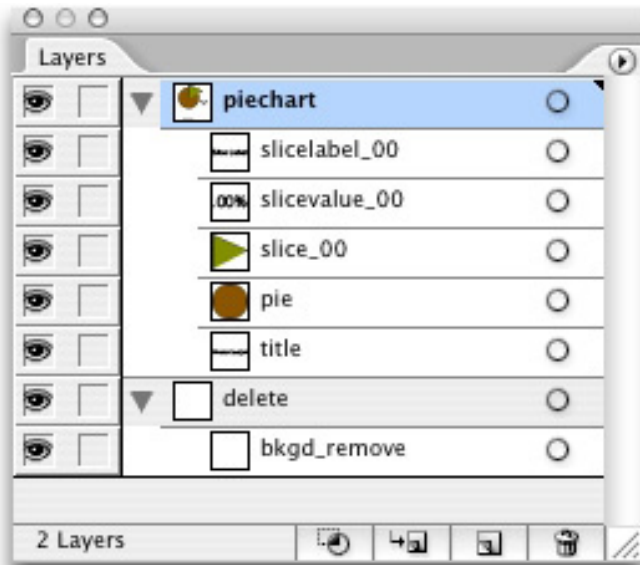 Layers
piechart
slicelabel_00
.00% slicevalue_00
slice_00
pie
title
delete
bkgd_remove
2 Layers